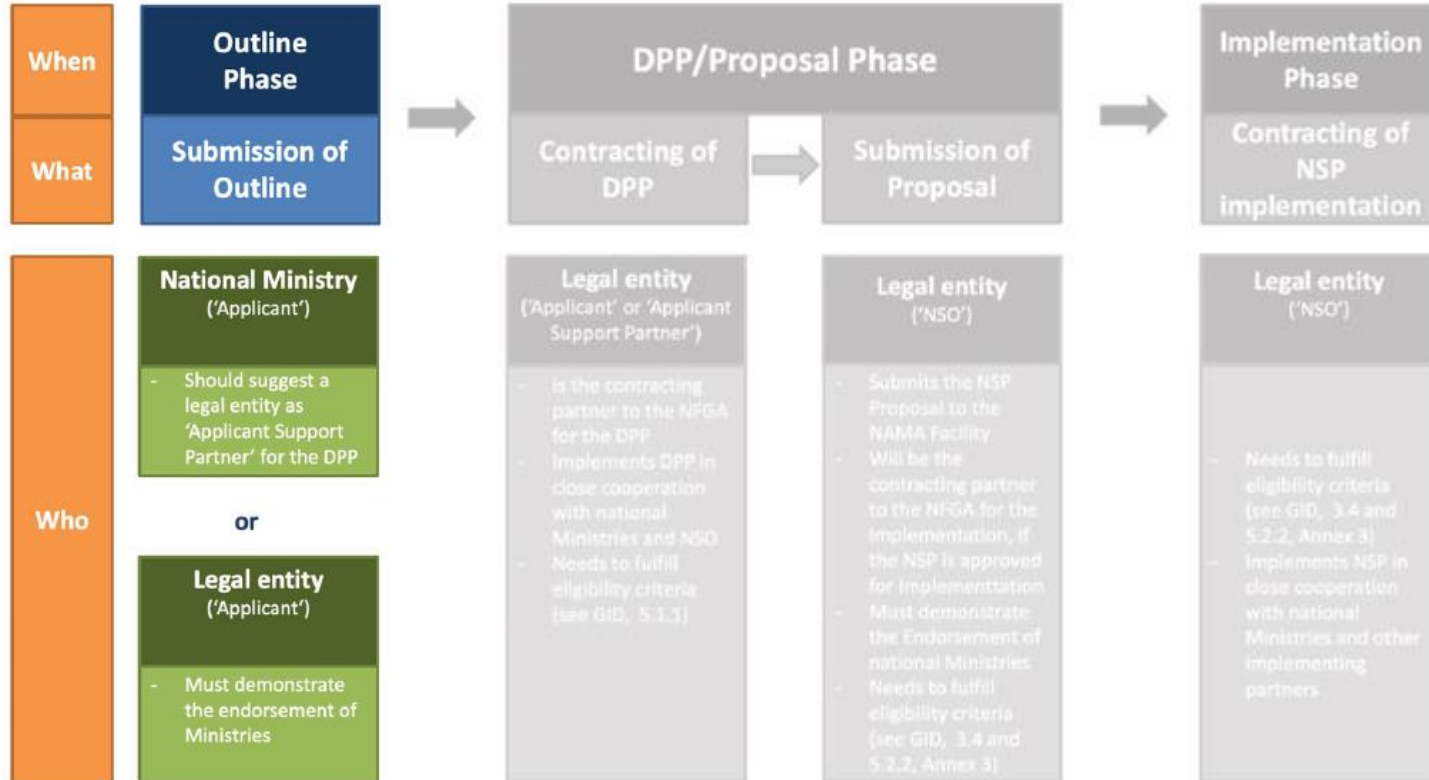 When
Outline
Phase
DPP/Proposal Phase
Implementation
Phase
What
Submission of
Outline
Contracting of
DPP
Submission of
Proposal
Contracting of
NSP
implementation
Who
National Ministry
('Applicant')
- Should suggest a
legal entity as
'Applicant Support
Partner' for the DPP
or
Legal entity
('Applicant')
- Must demonstrate
the endorsement of
Ministries
Legal entity
('Applicant' or 'Applicant
Support Partner')
- Is the contracting
partner to the NFGA
for the DPP
- Implements DPP in
close cooperation
with national
Ministries and NSO
- Needs to fulfill
eligibility criteria
(see GID, 5.1.1)
Legal entity
('NSO')
- Submits the NSP
Proposal to the
NAMA Facility
- Will be the
contracting partner
to the NFGA for the
Implementation, if
the NSP is approved
for Implementtation
- Must demonstrate
the Endorsement of
national Ministries
- Needs to fulfill
eligibility criteria
(see GID, 3.4 and
5.2.2, Annex 3)
Legal entity
('NSO')
- Needs to fulfill
eligibility criteria
(see GID, 3.4 and
5.2.2, Annex 3)
- Implements NSP in
close cooperation
with national
Ministries and other
implementing
partners